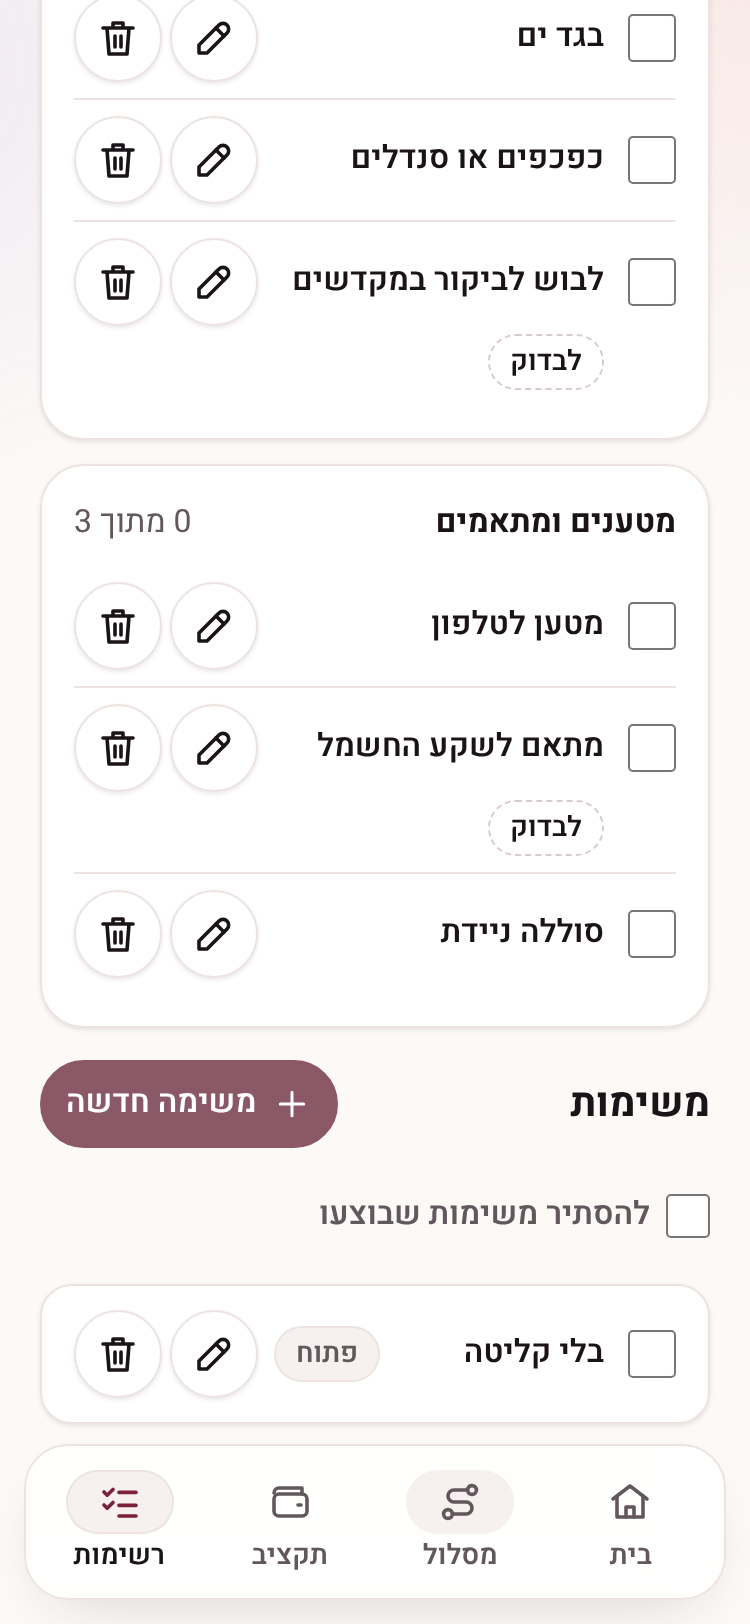 בגד ים
כפכפים או סנדלים
לבוש לביקור במקדשים
לבדוק
מטענים ומתאמים
0 מתוך 3
מטען לטלפון
מתאם לשקע החשמל
לבדוק
סוללה ניידת
משימות
+ משימה חדשה
להסתיר משימות שבוצעו
בלי קליטה
פתוח
בית
מסלול
תקציב
רשימות